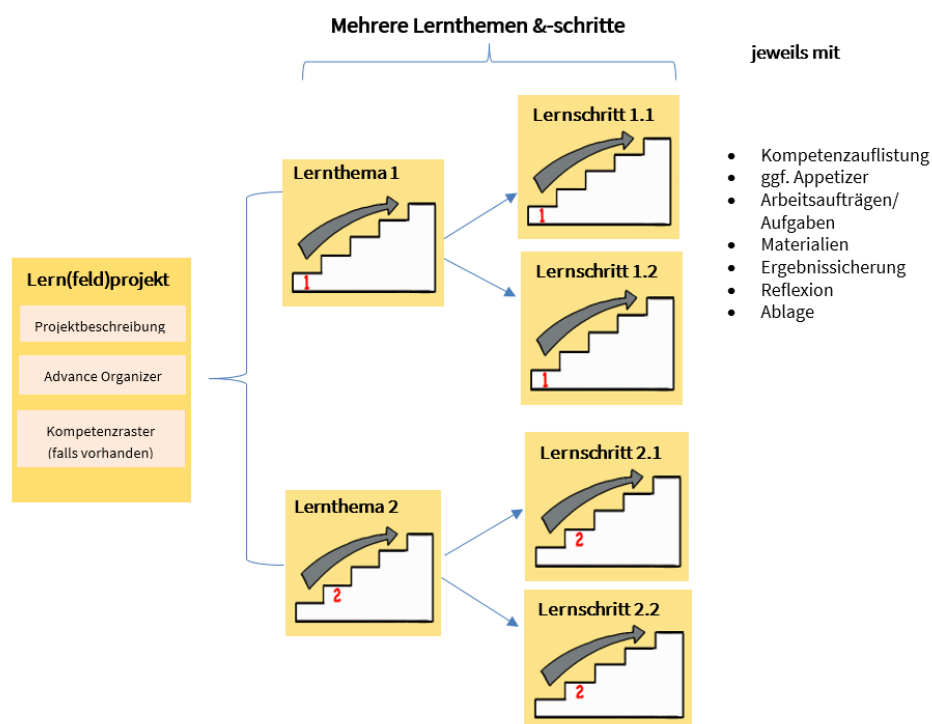 Mehrere Lernthemen &-schritte
jeweils mit
Lern(feld)projekt
Projektbeschreibung
Advance Organizer
Kompetenzraster
(falls vorhanden)
Lernthema 1
1
Lernschritt 1.1
1
Lernschritt 1.2
1
Lernthema 2
2
Lernschritt 2.1
2
Lernschritt 2.2
2
• Kompetenzauflistung
• ggf. Appetizer
• Arbeitsaufträgen/
Aufgaben
• Materialien
• Ergebnissicherung
• Reflexion
• Ablage